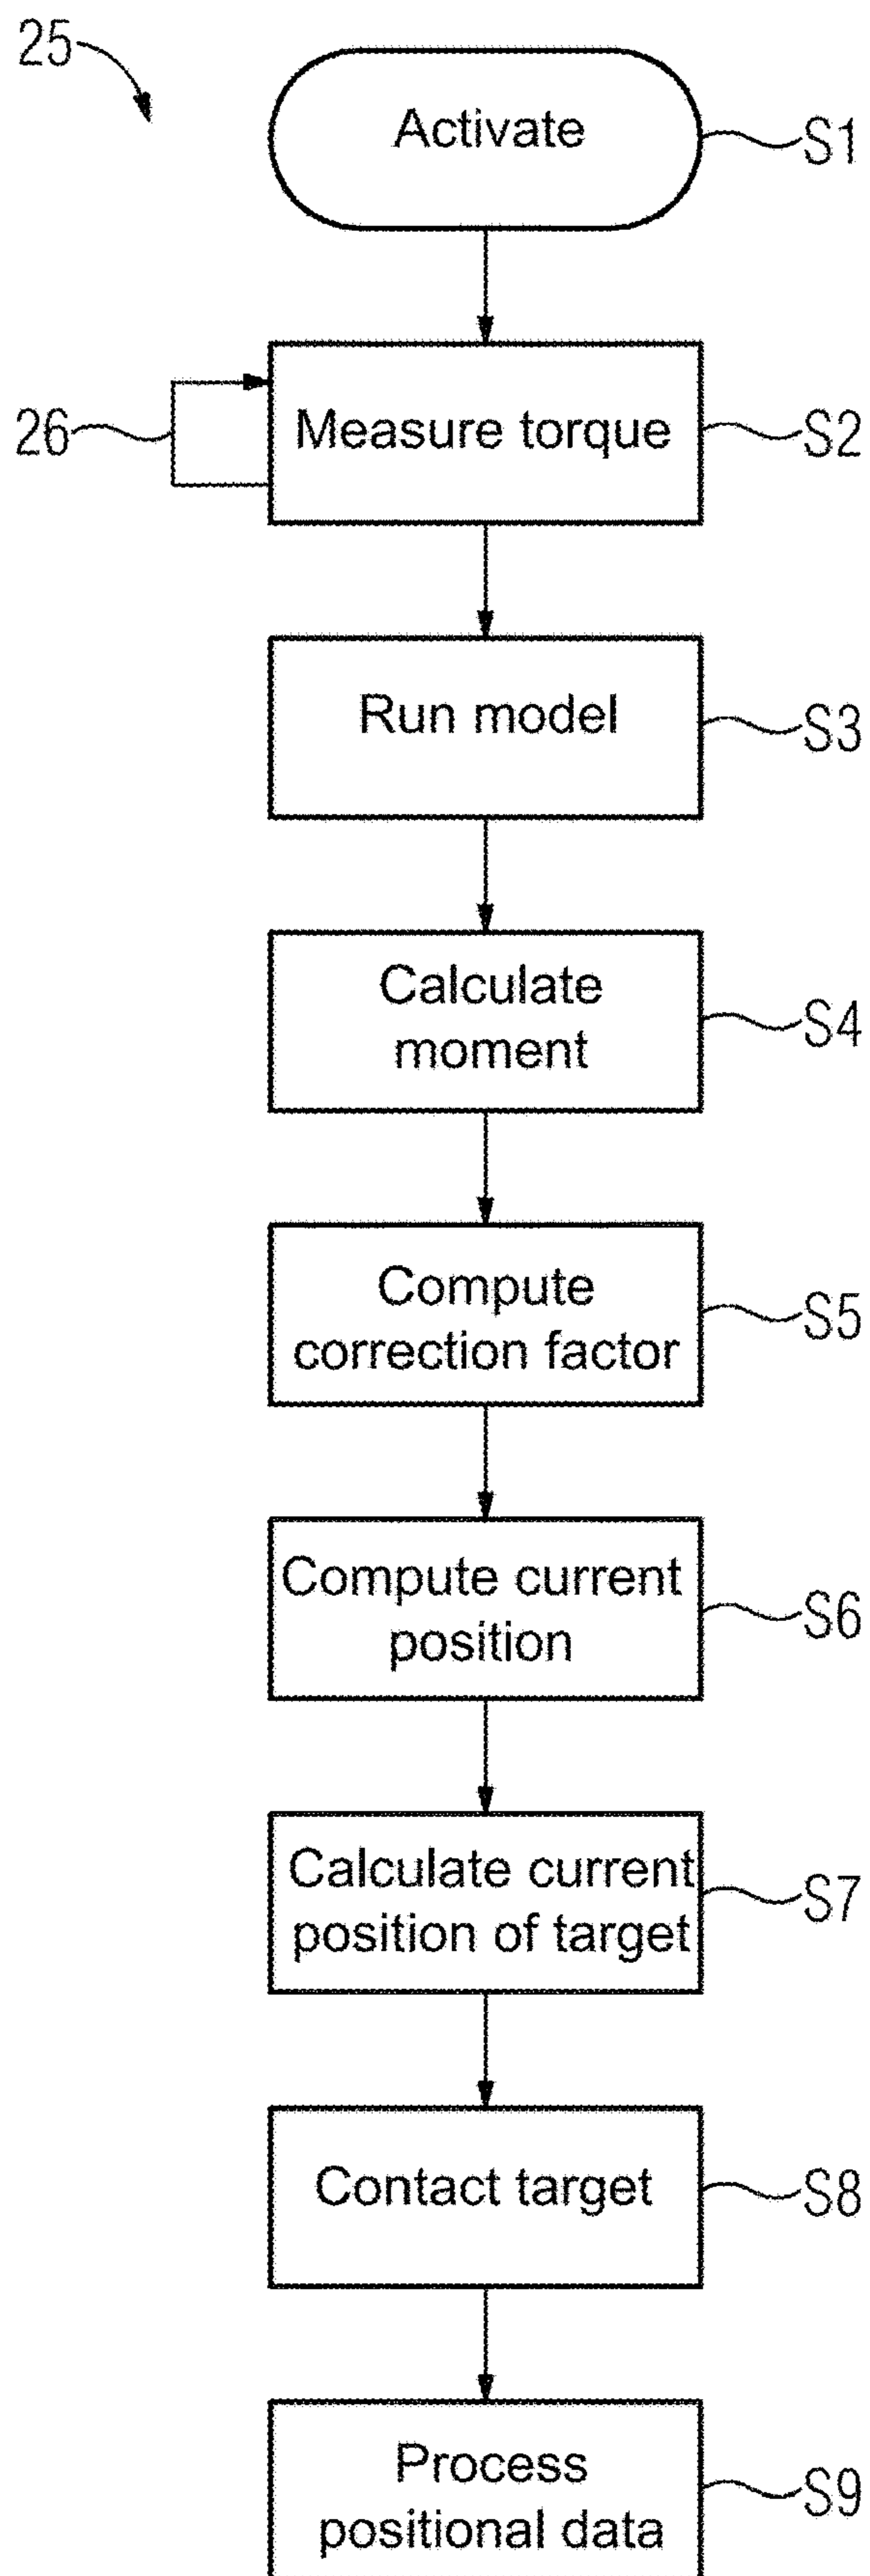 25
Activate
S1
26
Measure torque
S2
Run model
S3
Calculate
moment
S4
Compute
correction factor
S5
Compute current
position
S6
Calculate current
position of target
S7
Contact target
S8
Process
positional data
S9